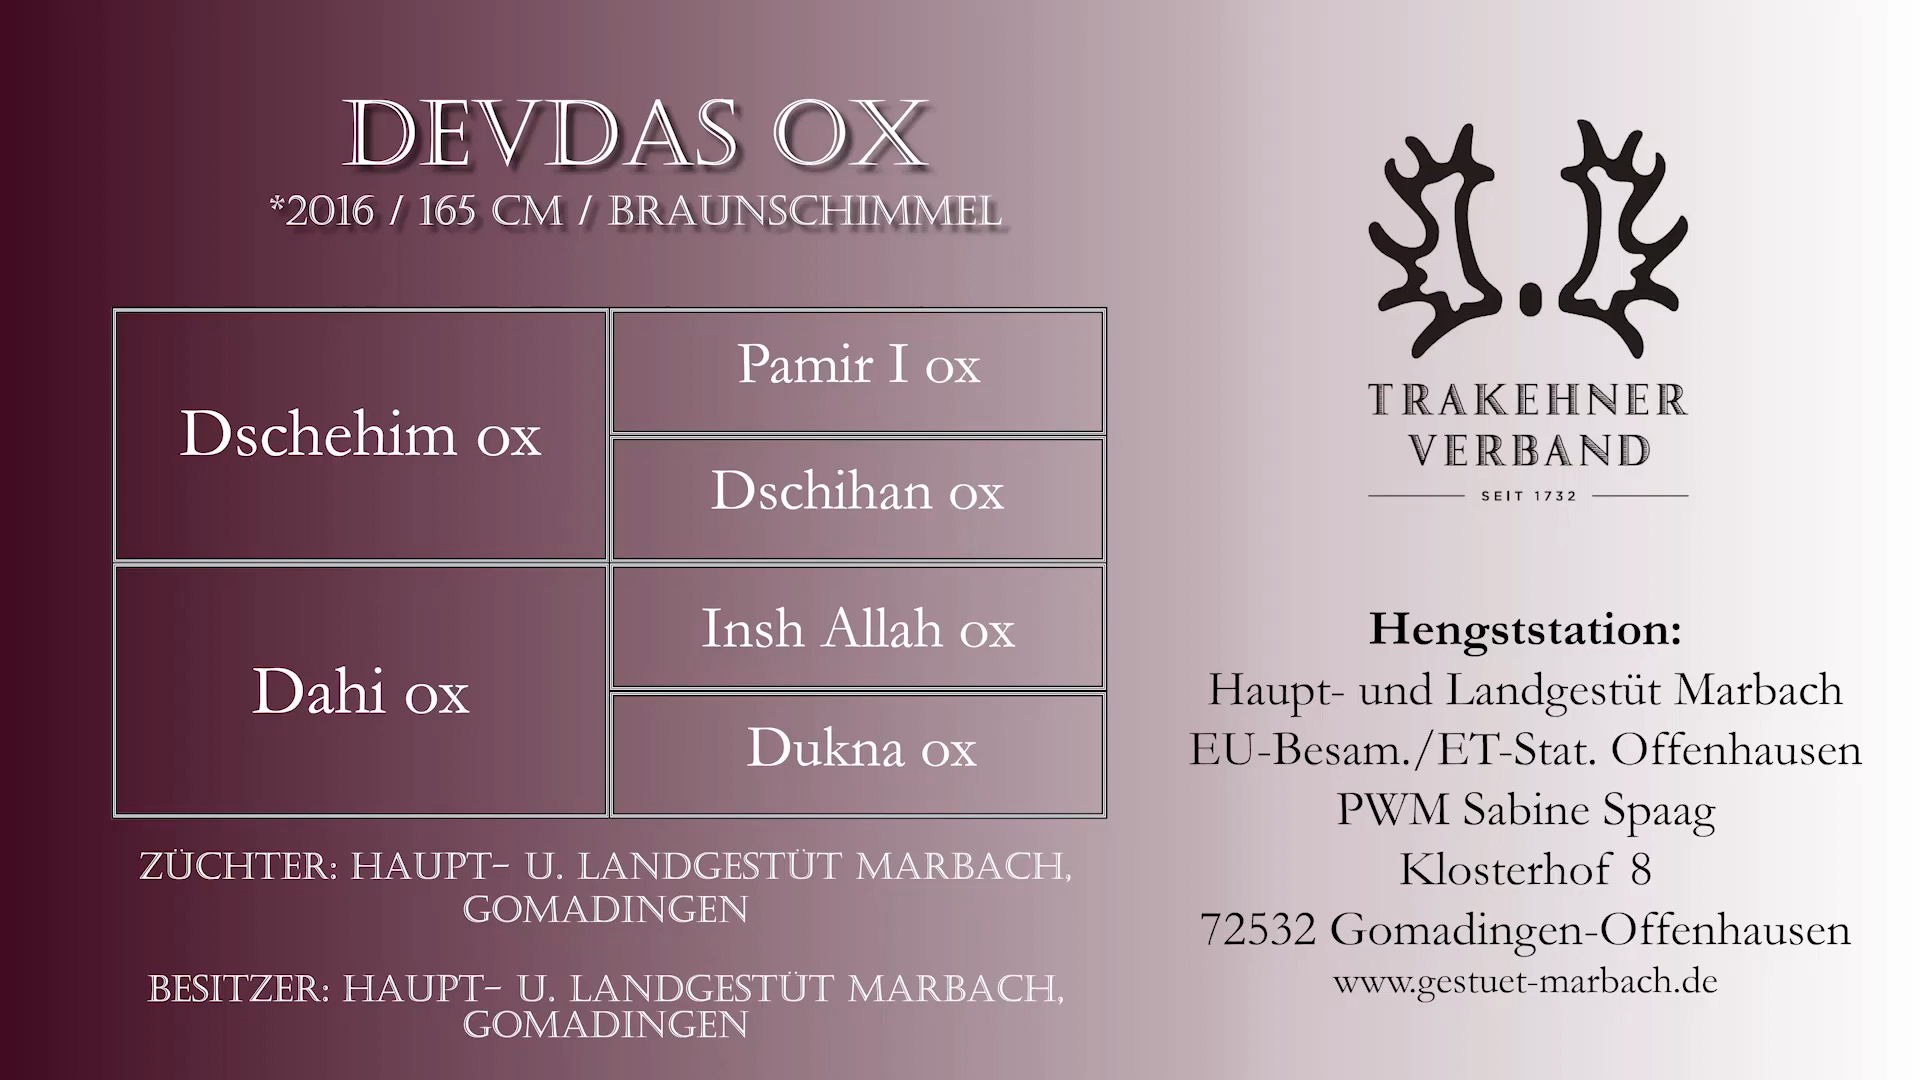 DEVDAS OX
*2016 / 165 CM / BRAUNSCHIMMEL
Dschehim ox
Pamir I ox
Dschihan ox
Dahi ox
Insh Allah ox
Dukna ox
ZÜCHTER: HAUPT- U. LANDGESTÜT MARBACH,
GOMADINGEN
BESITZER: HAUPT- U. LANDGESTÜT MARBACH,
GOMADINGEN
TRAKEHNER
VERBAND
SEIT 1732
Hengststation:
Haupt- und Landgestüt Marbach
EU-Besam./ET-Stat. Offenhausen
PWM Sabine Spaag
Klosterhof 8
72532 Gomadingen-Offenhausen
www.gestuet-marbach.de